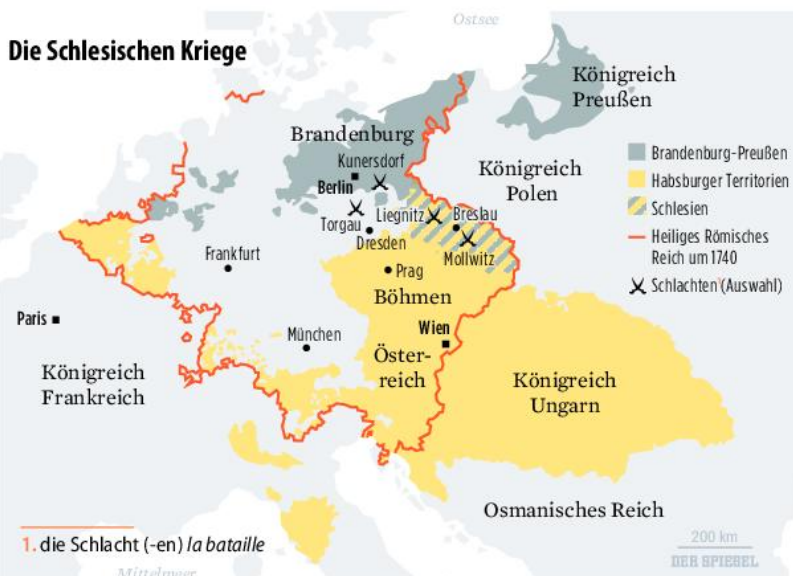 Ostsee
Die Schlesischen Kriege
Königreich
Preußen
Brandenburg
Kunersdorf
Berlin
Königreich
Polen
Brandenburg-Preußen
Habsburger Territorien
Schlesien
Heiliges Römisches
Reich um 1740
Schlachten¹ (Auswahl)
Liegnitz
Breslau
Torgau
Dresden
Mollwitz
Frankfurt
Prag
Böhmen
Paris
Wien
München
Öster-
reich
Königreich
Frankreich
Königreich
Ungarn
Osmanisches Reich
1. die Schlacht (-en) la bataille
200 km
DER SPIEGEL
Mittelmeer